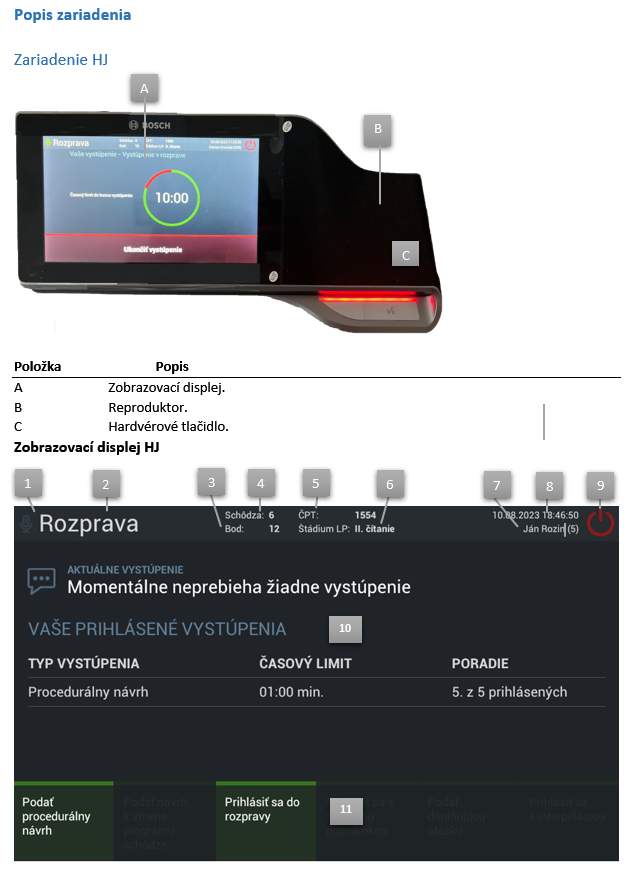 Popis zariadenia
Zariadenie HJ
A
B
BOSCH
Rozprava
Vaše vystúpenie - Vystúpenie v rozprave
Časový limit do konca vystúpenia:
10:00
Ukončiť vystúpenie
C
Položka Popis
A Zobrazovací displej.
B Reproduktor.
C Hardvérové tlačidlo.
Zobrazovací displej HJ
1 2 3 4 5 6 7 8 9
Rozprava
Schôdza: 6 ČPT: 1554 10.08.2023 18:46:50
Bod: 12 Štádium LP: II. čítanie Ján Rozin (5)
AKTUÁLNE VYSTÚPENIE
Momentálne neprebieha žiadne vystúpenie
VAŠE PRIHLÁSENÉ VYSTÚPENIA 10
TYP VYSTÚPENIA ČASOVÝ LIMIT PORADIE
Procedurálny návrh 01:00 min. 5. z 5 prihlásených
Podať Podať návrh Prihlásiť sa do 11 Podať Prihlásiť sa
procedurálny k zmene rozpravy doplňujúcu s interpeláciou
návrh programu otázku
schôdze